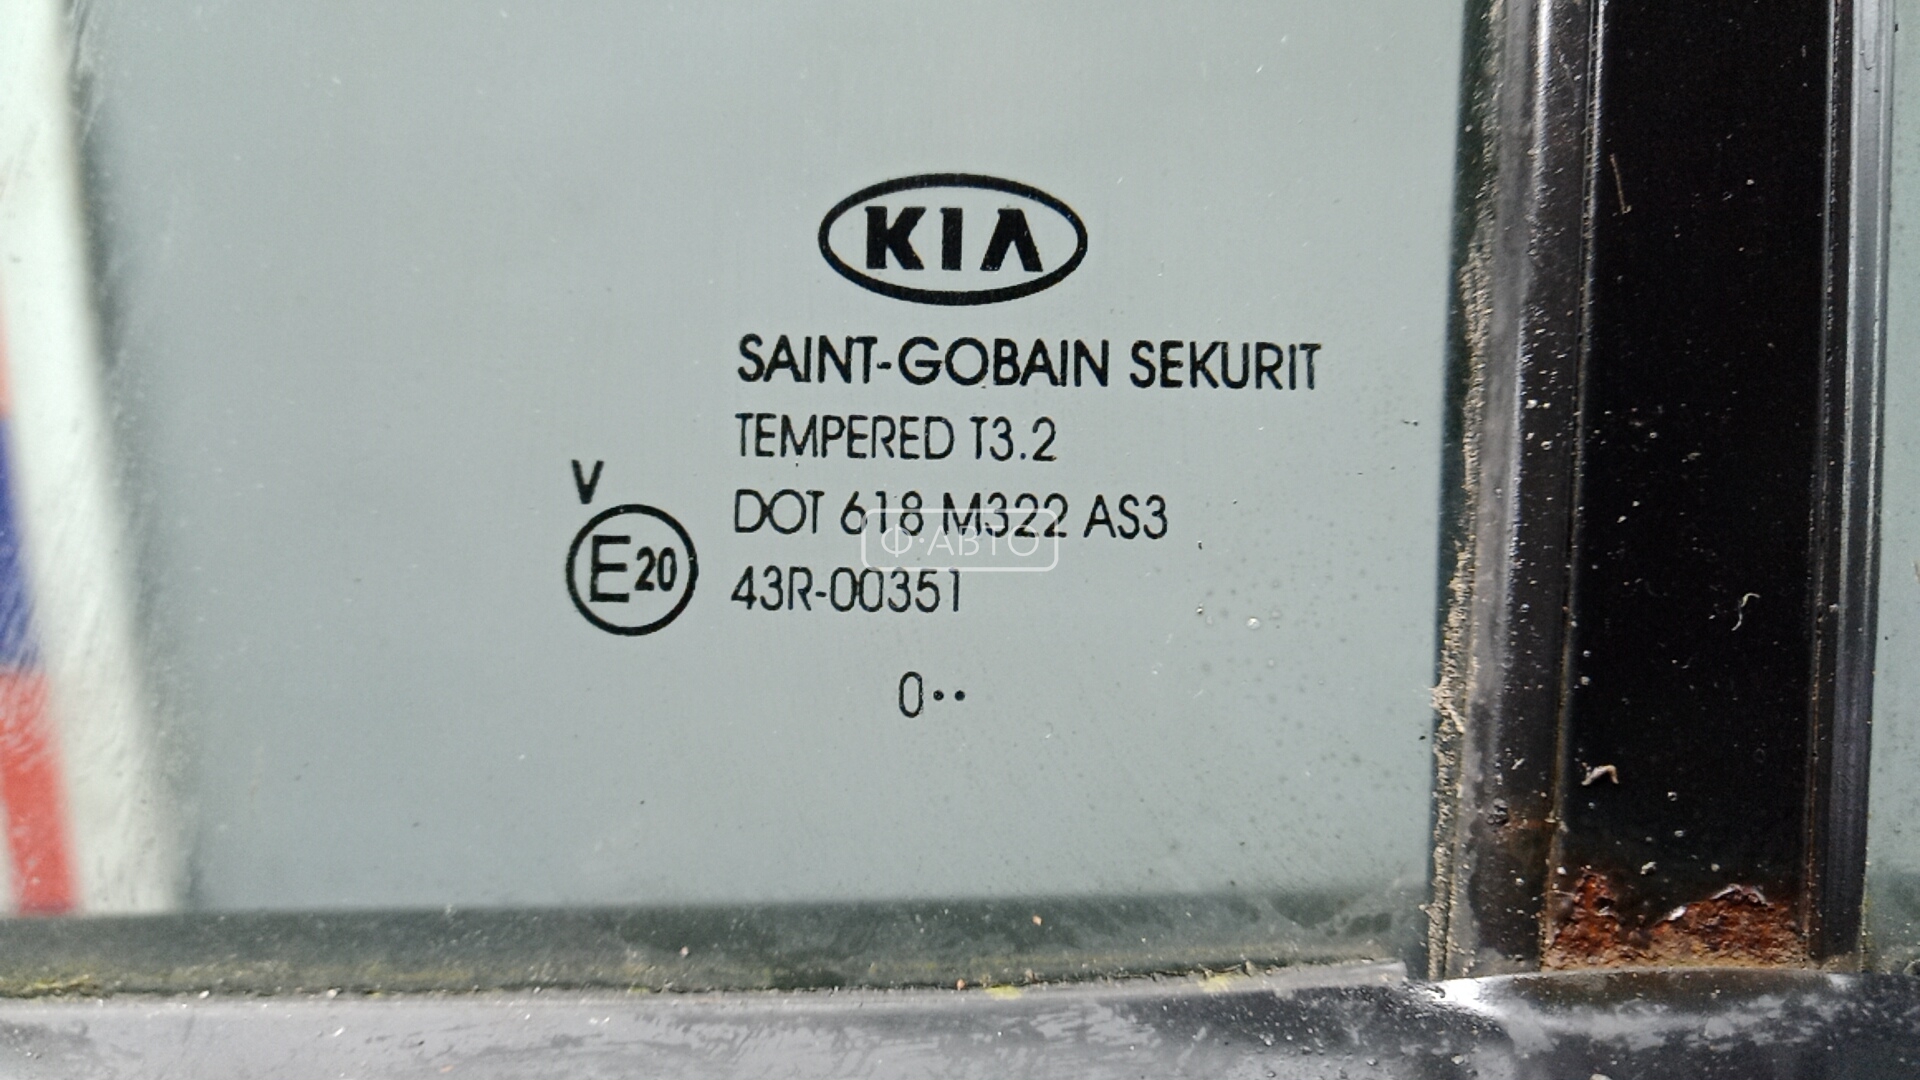 KIA
SAINT-GOBAIN SEKURIT
TEMPERED T3.2
V
DOT 618 M322 AS3
Ф·АВТО
E20
43R-00351
0··